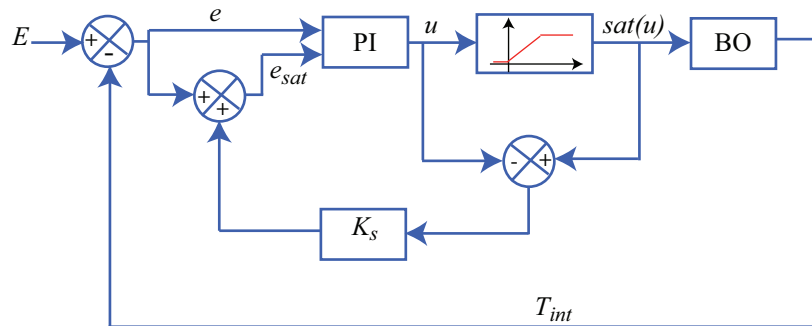 e
E
+
-
PI
u
sat(u)
BO
e_sat
+
+
-
+
K_s
T_int